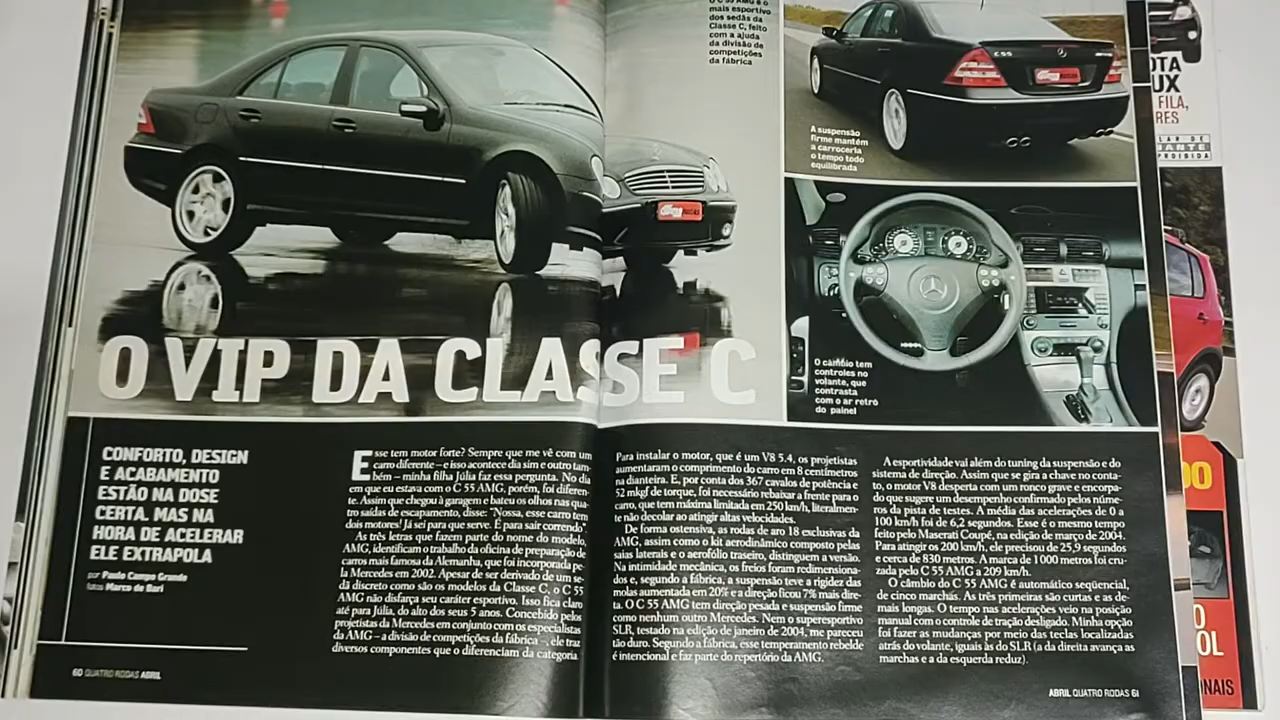 mais esportivo
dos sedãs da
Classe C, feito
com a ajuda
da divisão de
competições
da fábrica
C 55
A suspensão
firme mantém
a carroceria
o tempo todo
equilibrada
O câmbio tem
controles no
volante, que
contrasta
com o ar retrô
do painel
O VIP DA CLASSE C
CONFORTO, DESIGN
E ACABAMENTO
ESTÃO NA DOSE
CERTA. MAS NA
HORA DE ACELERAR
ELE EXTRAPOLA
por Paulo Campo Grande
fotos Marco de Bari
Esse tem motor forte? Sempre que me vê com um
carro diferente – e isso acontece dia sim e outro tam-
bém – minha filha Júlia faz essa pergunta. No dia
em que eu estava com o C 55 AMG, porém, foi diferen-
te. Assim que chegou à garagem e bateu os olhos nas qua-
tro saídas de escapamento, disse: "Nossa, esse carro tem
dois motores! Já sei para que serve. É para sair correndo".
As três letras que fazem parte do nome do modelo,
AMG, identificam o trabalho da oficina de preparação de
carros mais famosa da Alemanha, que foi incorporada pe-
la Mercedes em 2002. Apesar de ser derivado de um se-
dã discreto como são os modelos da Classe C, o C 55
AMG não disfarça seu caráter esportivo. Isso fica claro
até para Júlia, do alto dos seus 5 anos. Concebido pelos
projetistas da Mercedes em conjunto com os especialistas
da AMG – a divisão de competições da fábrica –, ele traz
diversos componentes que o diferenciam da categoria.
Para instalar o motor, que é um V8 5.4, os projetistas
aumentaram o comprimento do carro em 8 centímetros
na dianteira. E, por conta dos 367 cavalos de potência e
52 mkgf de torque, foi necessário rebaixar a frente para o
carro, que tem máxima limitada em 250 km/h, literalmen-
te não decolar ao atingir altas velocidades.
De forma ostensiva, as rodas de aro 18 exclusivas da
AMG, assim como o kit aerodinâmico composto pelas
saias laterais e o aerofólio traseiro, distinguem a versão.
Na intimidade mecânica, os freios foram redimensiona-
dos e, segundo a fábrica, a suspensão teve a rigidez das
molas aumentada em 20% e a direção ficou 7% mais dire-
ta. O C 55 AMG tem direção pesada e suspensão firme
como nenhum outro Mercedes. Nem o superesportivo
SLR, testado na edição de janeiro de 2004, me pareceu
tão duro. Segundo a fábrica, esse temperamento rebelde
é intencional e faz parte do repertório da AMG.
A esportividade vai além do tuning da suspensão e do
sistema de direção. Assim que se gira a chave no conta-
to, o motor V8 desperta com um ronco grave e encorpa-
do que sugere um desempenho confirmado pelos núme-
ros da pista de testes. A média das acelerações de 0 a
100 km/h foi de 6,2 segundos. Esse é o mesmo tempo
feito pelo Maserati Coupé, na edição de março de 2004.
Para atingir os 200 km/h, ele precisou de 25,9 segundos
e cerca de 830 metros. A marca de 1000 metros foi cru-
zada pelo C 55 AMG a 209 km/h.
O câmbio do C 55 AMG é automático seqüencial,
de cinco marchas. As três primeiras são curtas e as de-
mais longas. O tempo nas acelerações veio na posição
manual com o controle de tração desligado. Minha opção
foi fazer as mudanças por meio das teclas localizadas
atrás do volante, iguais às do SLR (a da direita avança as
marchas e a da esquerda reduz).
60 QUATRO RODAS ABRIL
ABRIL QUATRO RODAS 61
OTA
UX
FILA,
RES
LAR DE
IANTE
PROIBIDA
DO
O
OL
NAIS